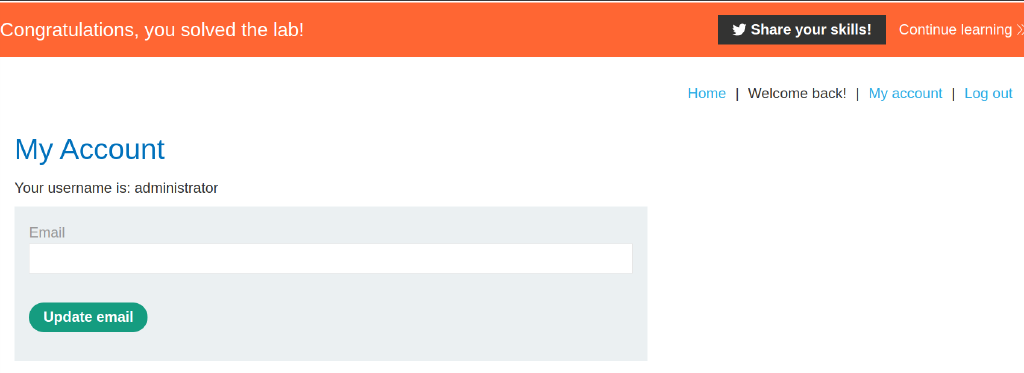 Congratulations, you solved the lab! Share your skills! Continue learning
Home | Welcome back! | My account | Log out
My Account
Your username is: administrator
Email
Update email